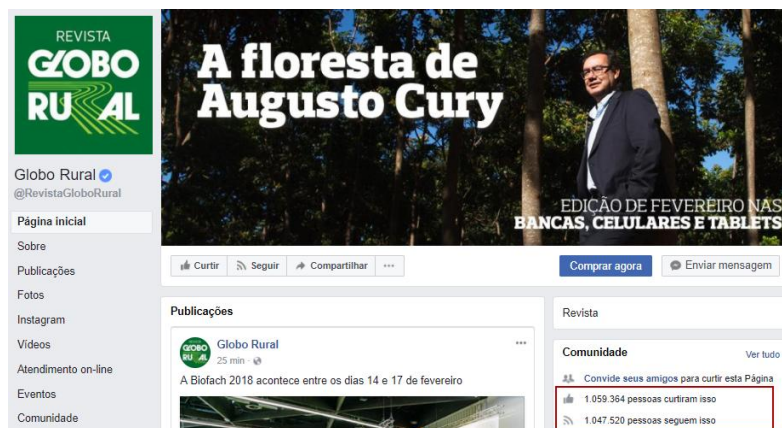 REVISTA
GLOBO
RURAL
Globo Rural
@RevistaGloboRural
Página inicial
Sobre
Publicações
Fotos
Instagram
Vídeos
Atendimento on-line
Eventos
Comunidade
A floresta de
Augusto Cury
EDIÇÃO DE FEVEREIRO NAS
BANCAS, CELULARES E TABLETS
Curtir Seguir Compartilhar ...
Comprar agora Enviar mensagem
Publicações
GLOBO
RURAL
Globo Rural
25 min ·
...
A Biofach 2018 acontece entre os dias 14 e 17 de fevereiro
Revista
Comunidade Ver tudo
Convide seus amigos para curtir esta Página
1.059.364 pessoas curtiram isso
1.047.520 pessoas seguem isso